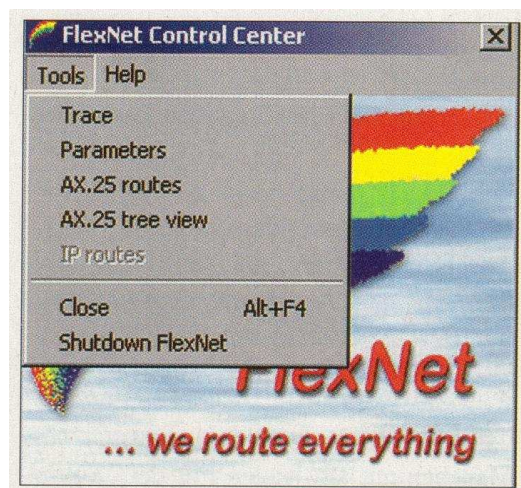 FlexNet Control Center
Tools Help
Trace
Parameters
AX.25 routes
AX.25 tree view
IP routes
Close Alt+F4
Shutdown FlexNet
FlexNet
... we route everything